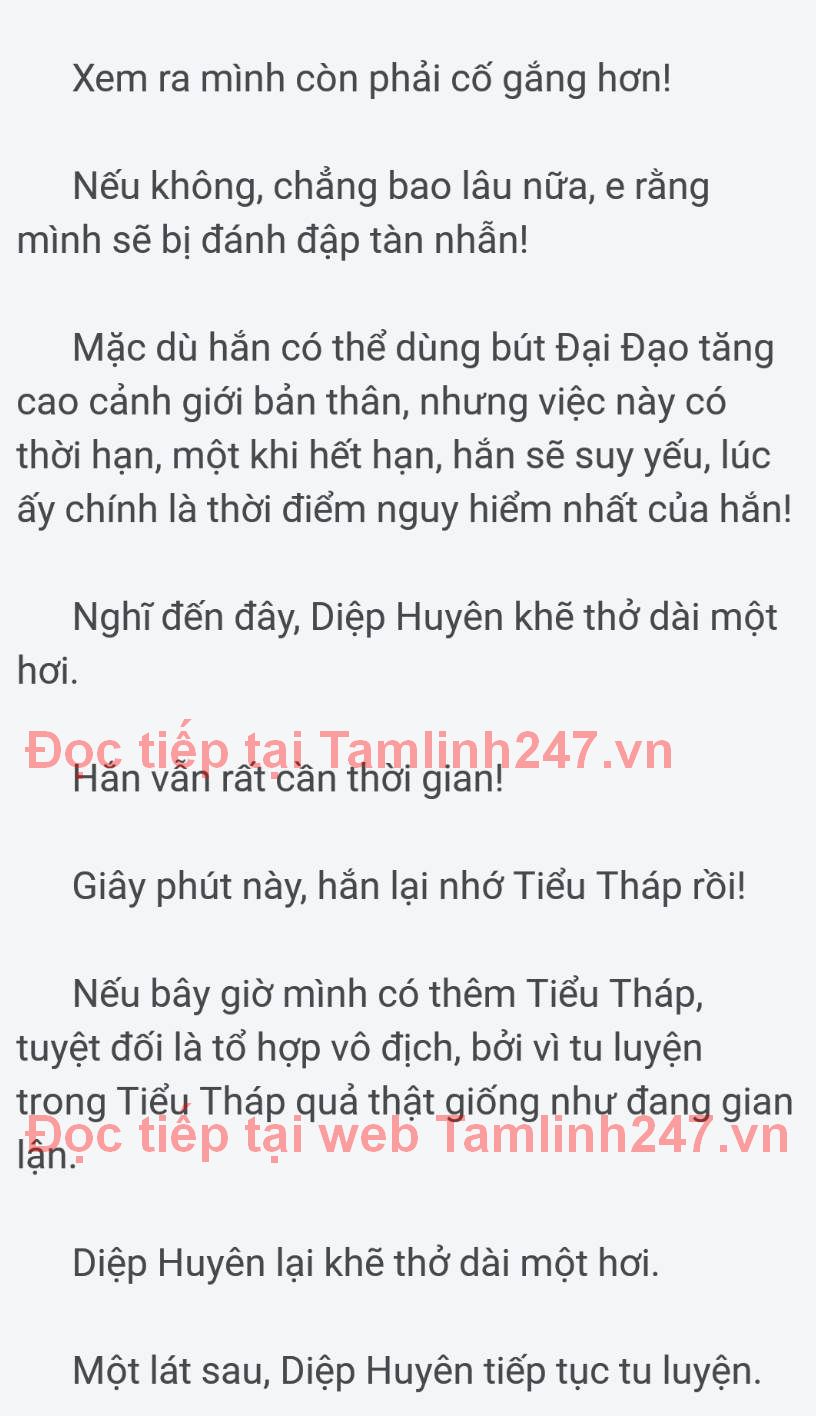 Xem ra mình còn phải cố gắng hơn!
Nếu không, chẳng bao lâu nữa, e rằng
mình sẽ bị đánh đập tàn nhẫn!
Mặc dù hắn có thể dùng bút Đại Đạo tăng
cao cảnh giới bản thân, nhưng việc này có
thời hạn, một khi hết hạn, hắn sẽ suy yếu, lúc
ấy chính là thời điểm nguy hiểm nhất của hắn!
Nghĩ đến đây, Diệp Huyên khẽ thở dài một
hơi.
Đọc tiếp tại Tamlinh247.vn
Hắn vẫn rất cần thời gian!
Giây phút này, hắn lại nhớ Tiểu Tháp rồi!
Nếu bây giờ mình có thêm Tiểu Tháp,
tuyệt đối là tổ hợp vô địch, bởi vì tu luyện
trong Tiểu Tháp quả thật giống như đang gian
Đọc tiếp tại web Tamlinh247.vn
lận.
Diệp Huyên lại khẽ thở dài một hơi.
Một lát sau, Diệp Huyên tiếp tục tu luyện.